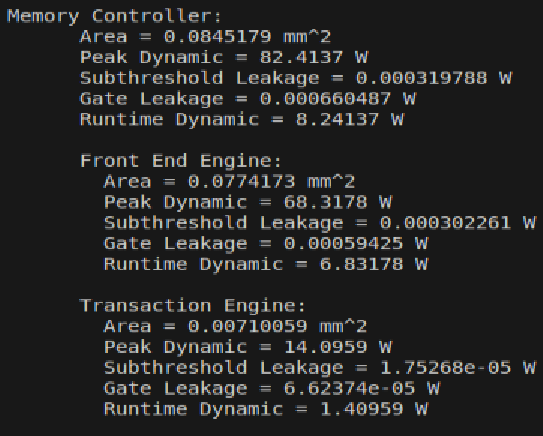 Memory Controller:
Area = 0.0845179 mm^2
Peak Dynamic = 82.4137 W
Subthreshold Leakage = 0.000319788 W
Gate Leakage = 0.000660487 W
Runtime Dynamic = 8.24137 W
Front End Engine:
Area = 0.0774173 mm^2
Peak Dynamic = 68.3178 W
Subthreshold Leakage = 0.000302261 W
Gate Leakage = 0.00059425 W
Runtime Dynamic = 6.83178 W
Transaction Engine:
Area = 0.00710059 mm^2
Peak Dynamic = 14.0959 W
Subthreshold Leakage = 1.75268e-05 W
Gate Leakage = 6.62374e-05 W
Runtime Dynamic = 1.40959 W